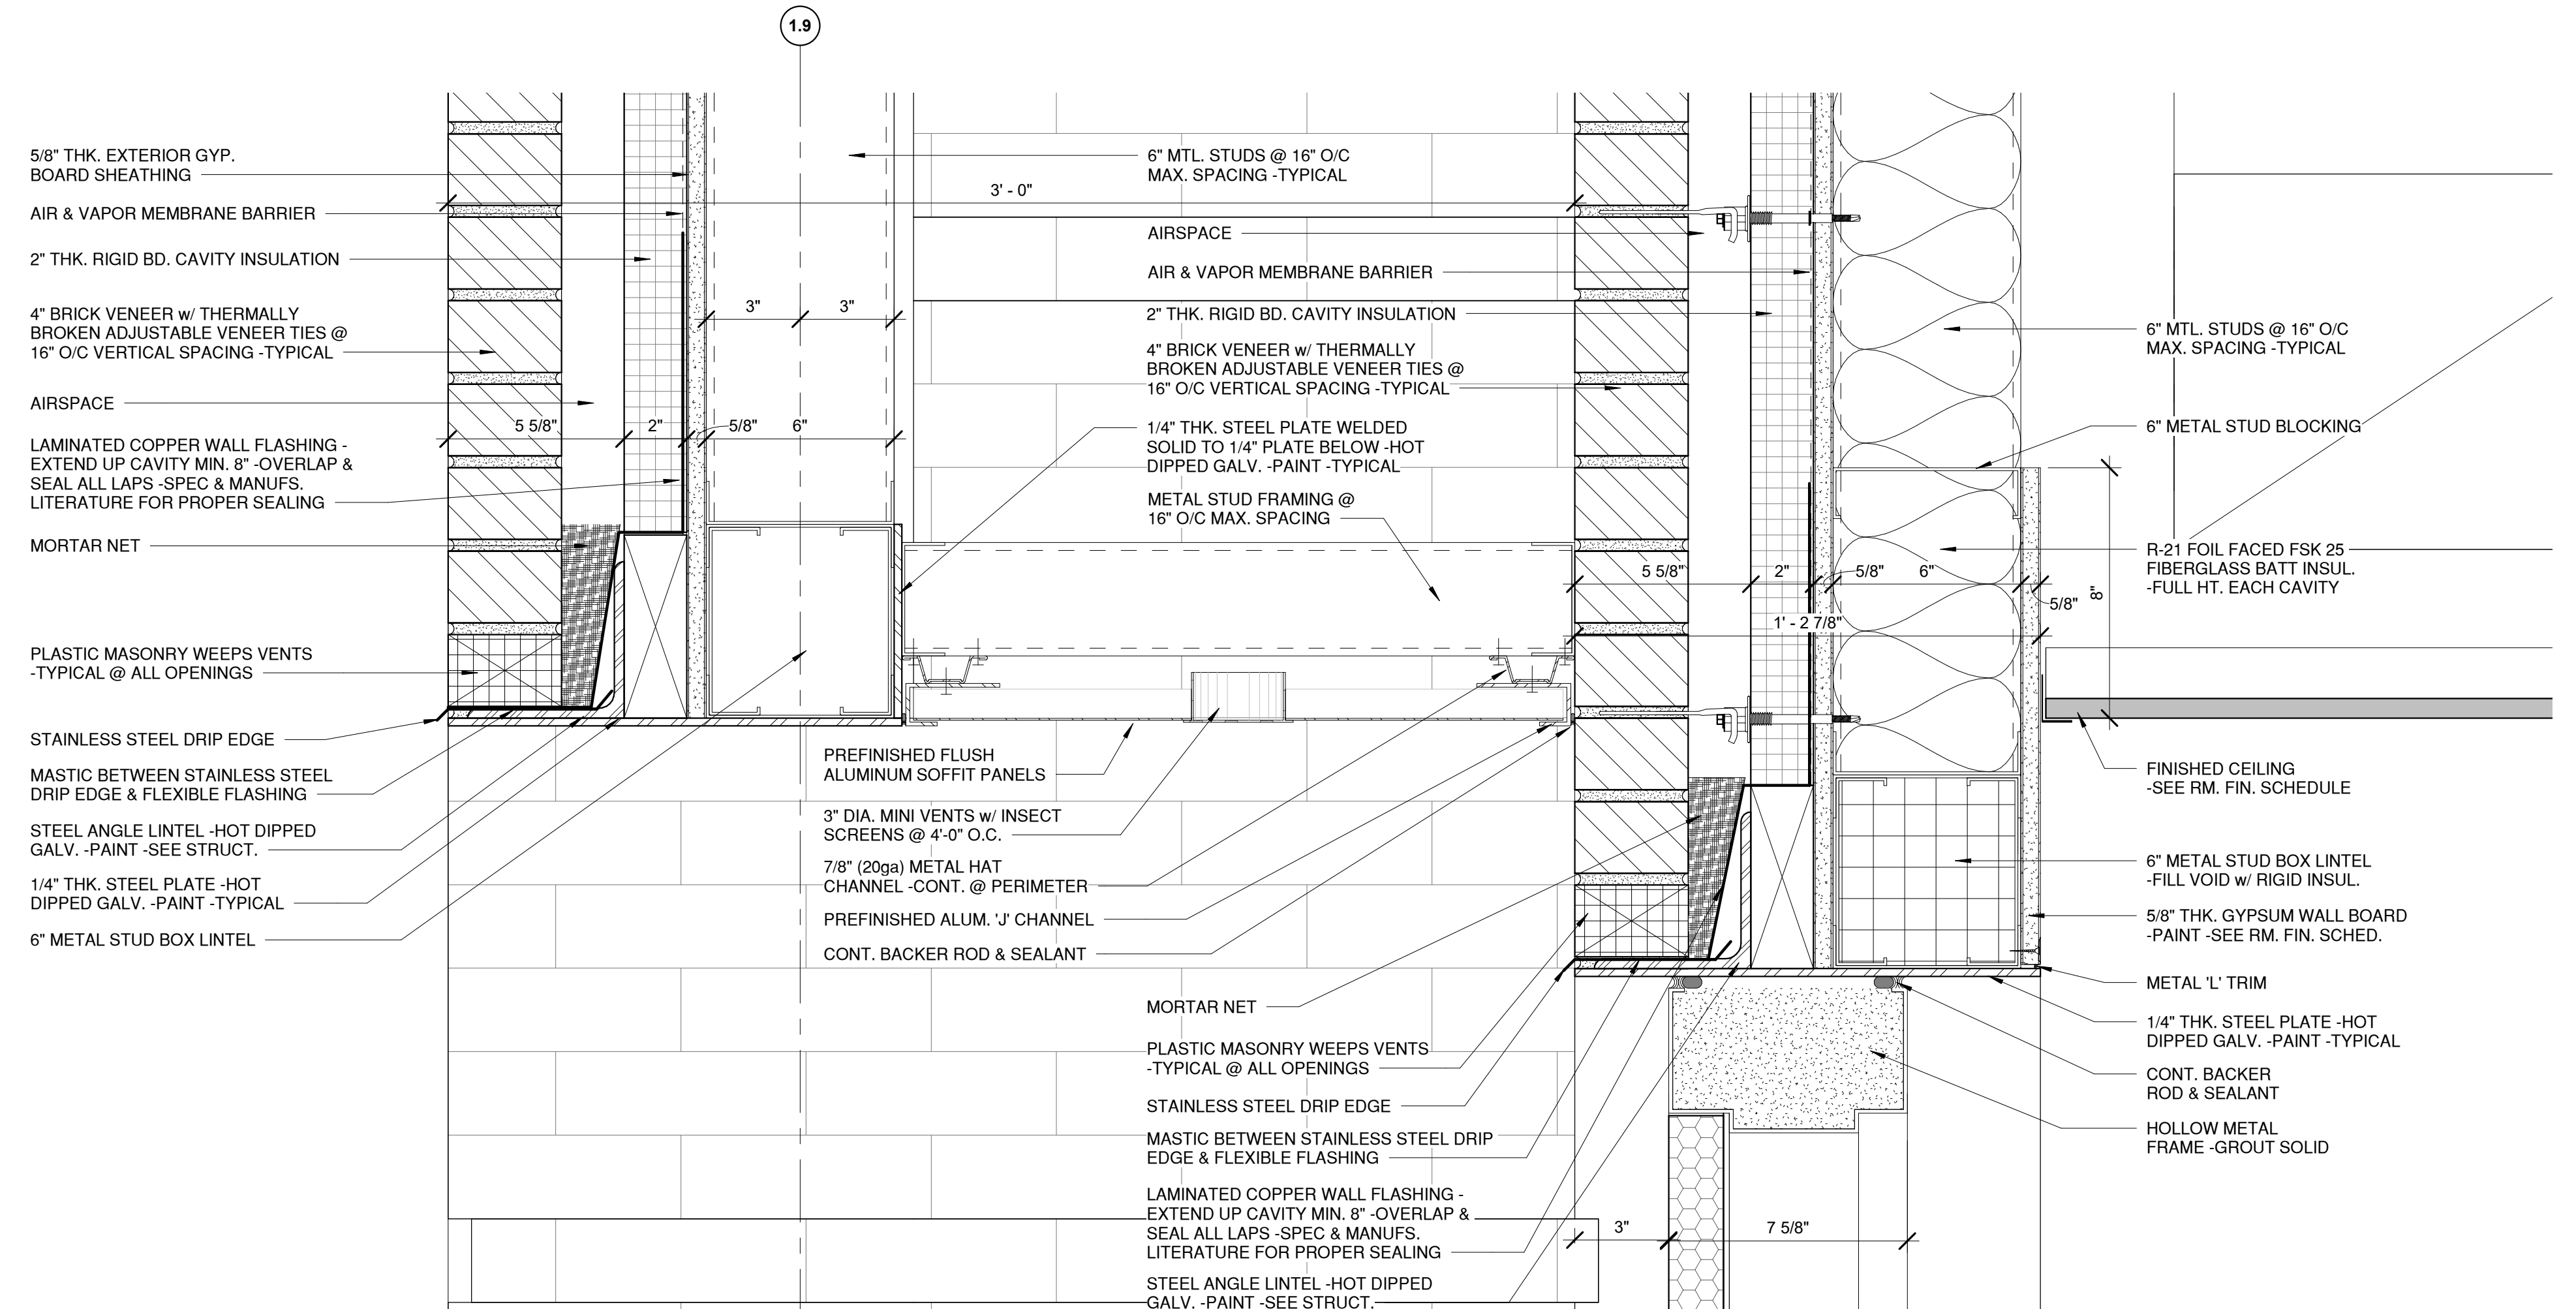 1.9
5/8" THK. EXTERIOR GYP.
BOARD SHEATHING
AIR & VAPOR MEMBRANE BARRIER
2" THK. RIGID BD. CAVITY INSULATION
4" BRICK VENEER w/ THERMALLY
BROKEN ADJUSTABLE VENEER TIES @
16" O/C VERTICAL SPACING -TYPICAL
AIRSPACE
LAMINATED COPPER WALL FLASHING -
EXTEND UP CAVITY MIN. 8" -OVERLAP &
SEAL ALL LAPS -SPEC & MANUFS.
LITERATURE FOR PROPER SEALING
MORTAR NET
PLASTIC MASONRY WEEPS VENTS
-TYPICAL @ ALL OPENINGS
STAINLESS STEEL DRIP EDGE
MASTIC BETWEEN STAINLESS STEEL
DRIP EDGE & FLEXIBLE FLASHING
STEEL ANGLE LINTEL -HOT DIPPED
GALV. -PAINT -SEE STRUCT.
1/4" THK. STEEL PLATE -HOT
DIPPED GALV. -PAINT -TYPICAL
6" METAL STUD BOX LINTEL
3' - 0"
3"
3"
5 5/8"
2"
5/8"
6"
6" MTL. STUDS @ 16" O/C
MAX. SPACING -TYPICAL
AIRSPACE
AIR & VAPOR MEMBRANE BARRIER
2" THK. RIGID BD. CAVITY INSULATION
4" BRICK VENEER w/ THERMALLY
BROKEN ADJUSTABLE VENEER TIES @
16" O/C VERTICAL SPACING -TYPICAL
1/4" THK. STEEL PLATE WELDED
SOLID TO 1/4" PLATE BELOW -HOT
DIPPED GALV. -PAINT -TYPICAL
METAL STUD FRAMING @
16" O/C MAX. SPACING
PREFINISHED FLUSH
ALUMINUM SOFFIT PANELS
3" DIA. MINI VENTS w/ INSECT
SCREENS @ 4'-0" O.C.
7/8" (20ga) METAL HAT
CHANNEL -CONT. @ PERIMETER
PREFINISHED ALUM. 'J' CHANNEL
CONT. BACKER ROD & SEALANT
MORTAR NET
PLASTIC MASONRY WEEPS VENTS
-TYPICAL @ ALL OPENINGS
STAINLESS STEEL DRIP EDGE
MASTIC BETWEEN STAINLESS STEEL DRIP
EDGE & FLEXIBLE FLASHING
LAMINATED COPPER WALL FLASHING -
EXTEND UP CAVITY MIN. 8" -OVERLAP &
SEAL ALL LAPS -SPEC & MANUFS.
LITERATURE FOR PROPER SEALING
STEEL ANGLE LINTEL -HOT DIPPED
GALV. -PAINT -SEE STRUCT.
5 5/8"
2"
5/8"
6"
5/8"
8"
1' - 2 7/8"
3"
7 5/8"
6" MTL. STUDS @ 16" O/C
MAX. SPACING -TYPICAL
6" METAL STUD BLOCKING
R-21 FOIL FACED FSK 25
FIBERGLASS BATT INSUL.
-FULL HT. EACH CAVITY
FINISHED CEILING
-SEE RM. FIN. SCHEDULE
6" METAL STUD BOX LINTEL
-FILL VOID w/ RIGID INSUL.
5/8" THK. GYPSUM WALL BOARD
-PAINT -SEE RM. FIN. SCHED.
METAL 'L' TRIM
1/4" THK. STEEL PLATE -HOT
DIPPED GALV. -PAINT -TYPICAL
CONT. BACKER
ROD & SEALANT
HOLLOW METAL
FRAME -GROUT SOLID